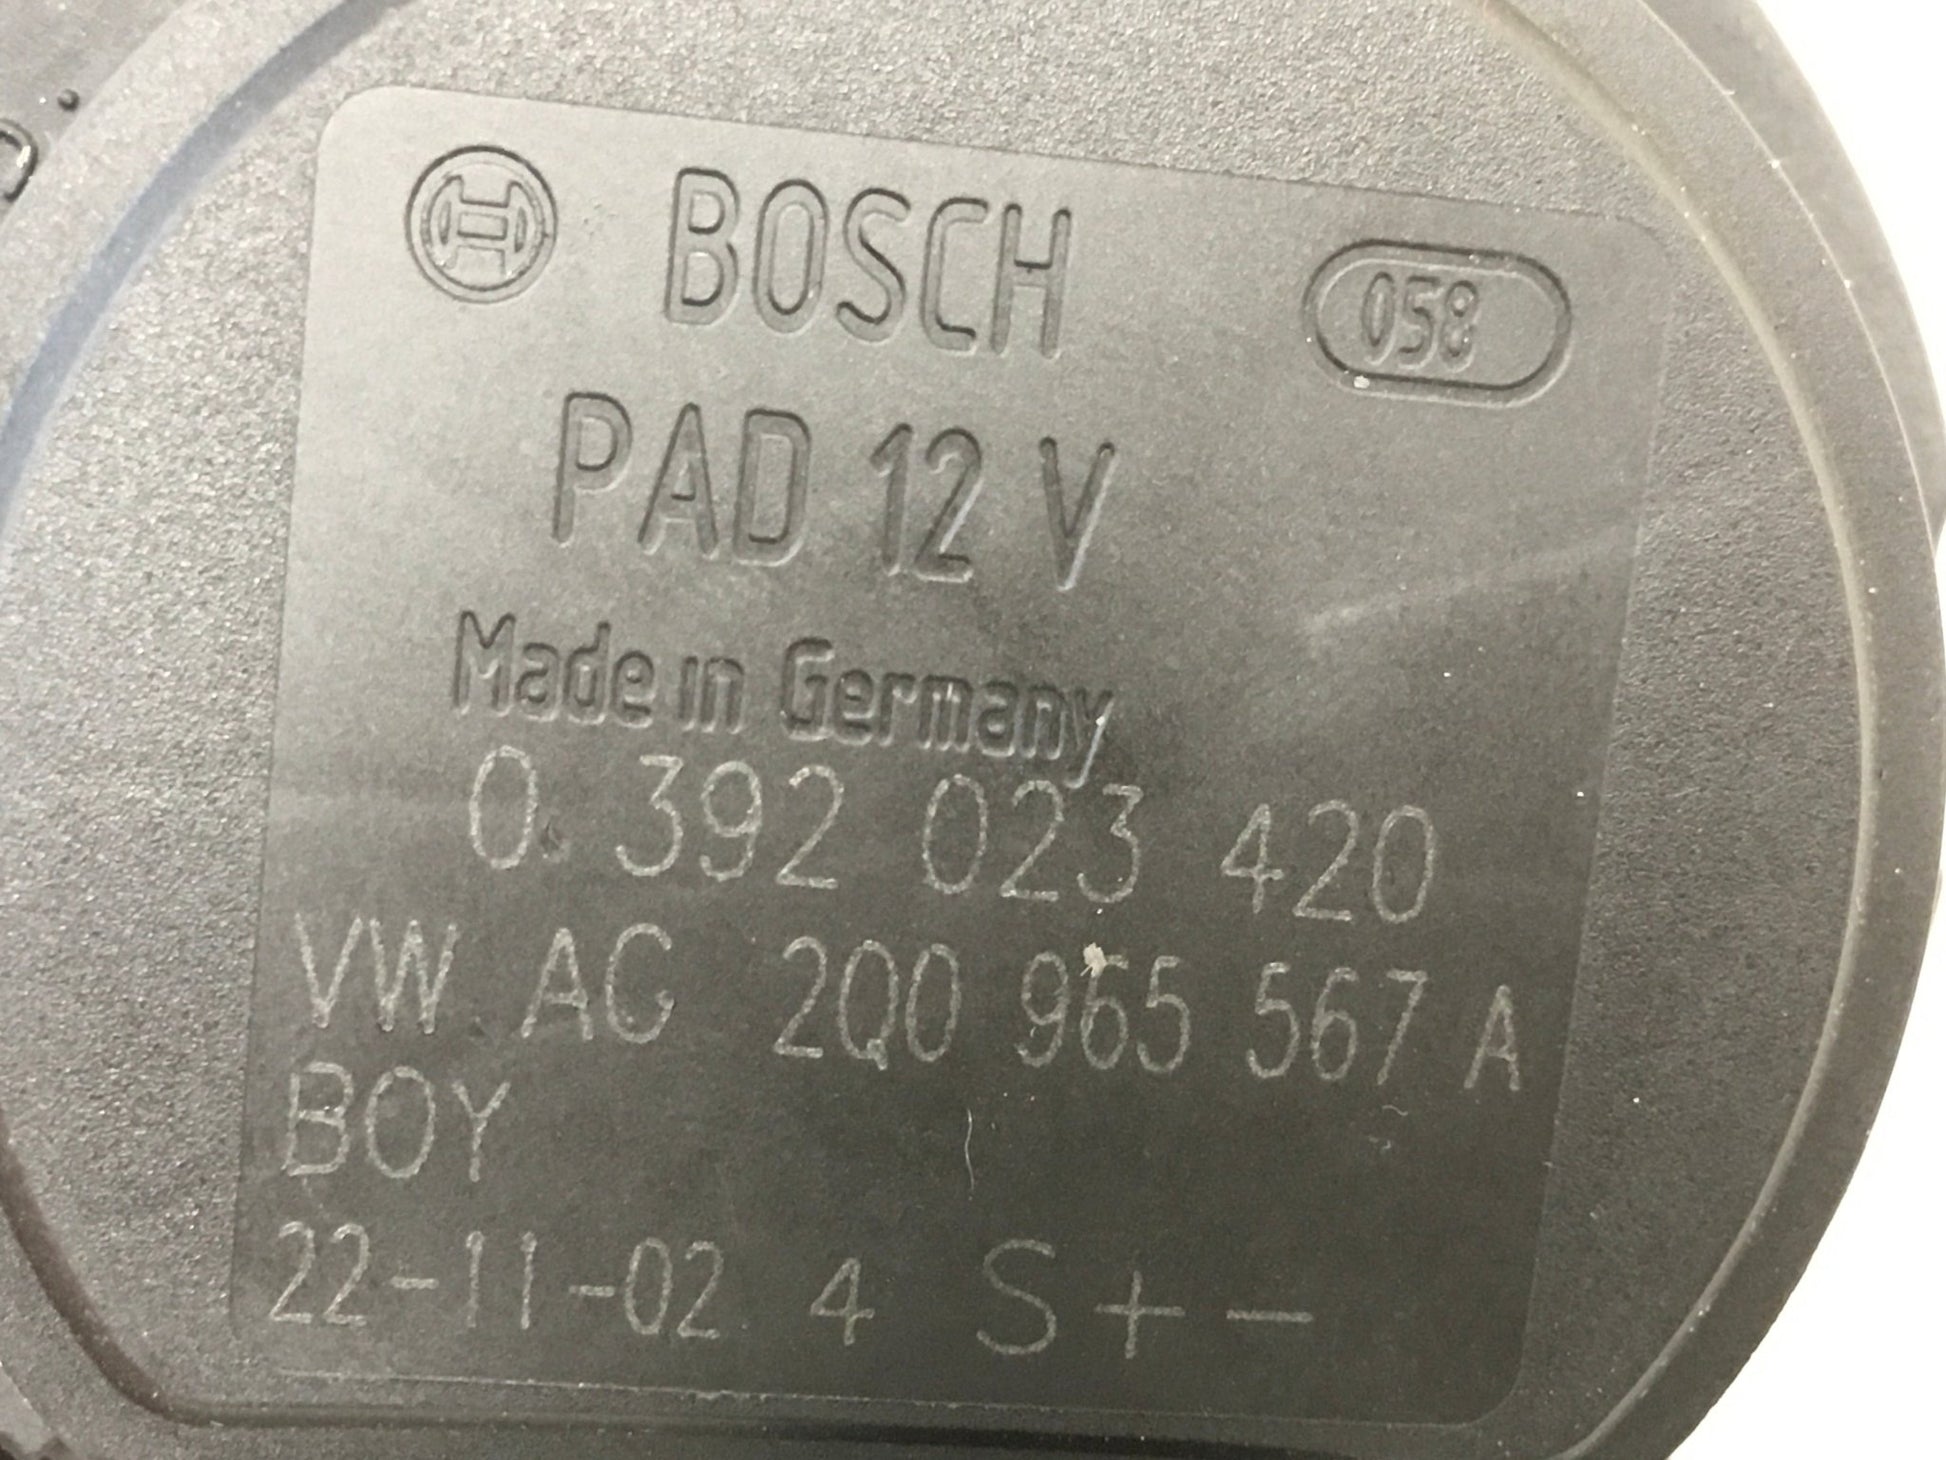 BOSCH
058
PAD 12 V
Made in Germany
0 392 023 420
VW AG 2Q0 965 567 A
BOY
22-11-02 4 S + -